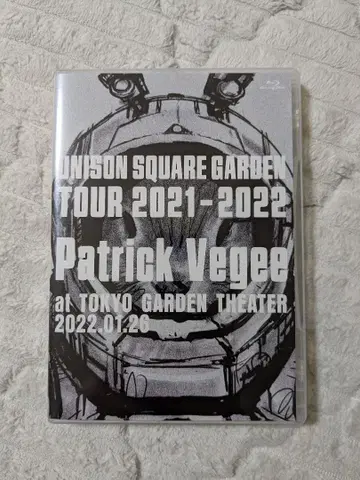 UNISON SQUARE GARDEN
TOUR 2021-2022
Patrick Vegee
at TOKYO GARDEN THEATER
2022.01.26